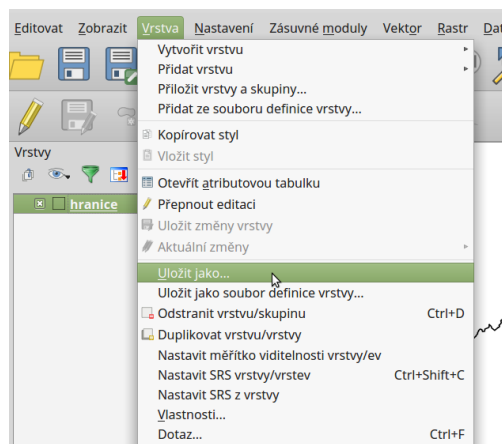 Editovat Zobrazit Vrstva Nastavení Zásuvné moduly Vektor Rastr
Vytvořit vrstvu
Přidat vrstvu
Přiložit vrstvy a skupiny...
Přidat ze souboru definice vrstvy...
Kopírovat styl
Vložit styl
Vrstvy
Otevřít atributovou tabulku
Přepnout editaci
hranice
Uložit změny vrstvy
Aktuální změny
Uložit jako...
Uložit jako soubor definice vrstvy...
Odstranit vrstvu/skupinu Ctrl+D
Duplikovat vrstvu/vrstvy
Nastavit měřítko viditelnosti vrstvy/ev
Nastavit SRS vrstvy/vrstev Ctrl+Shift+C
Nastavit SRS z vrstvy
Vlastnosti...
Dotaz... Ctrl+F